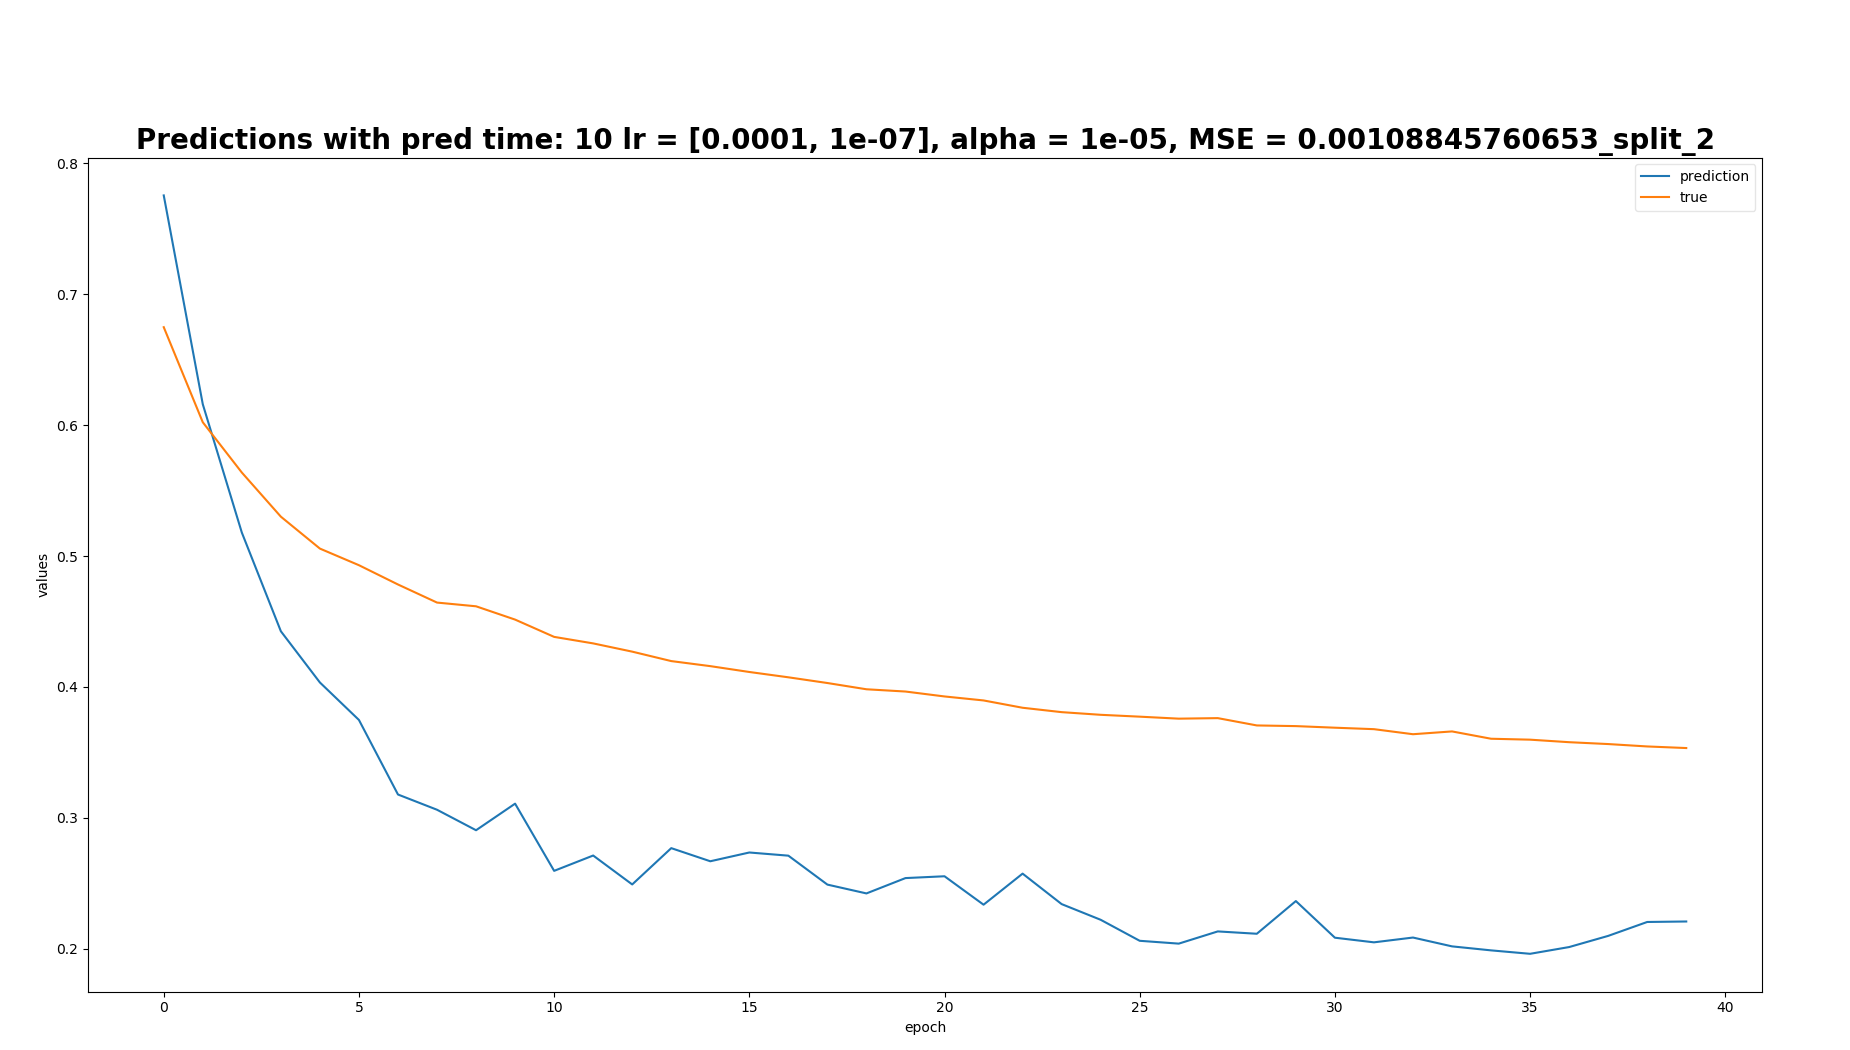 Predictions with pred time: 10 lr = [0.0001, 1e-07], alpha = 1e-05, MSE = 0.00108845760653_split_2
prediction
true
values
0.8
0.7
0.6
0.5
0.4
0.3
0.2
0 5 10 15 20 25 30 35 40
epoch